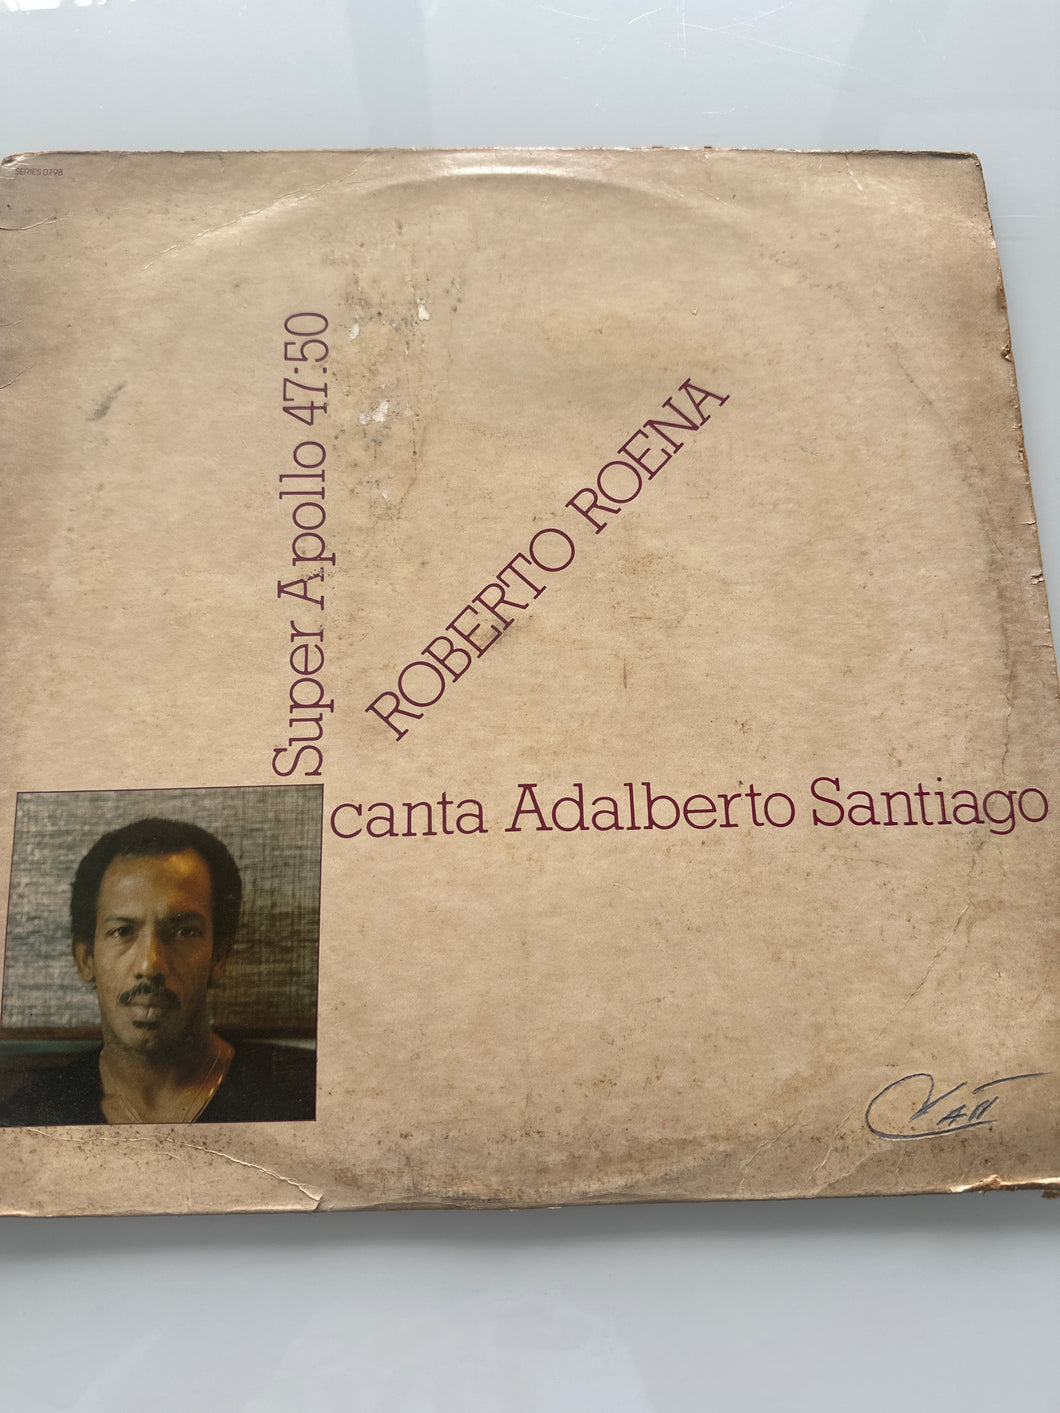 SERIES 0798
Super Apollo 47:50
ROBERTO ROENA
canta Adalberto Santiago